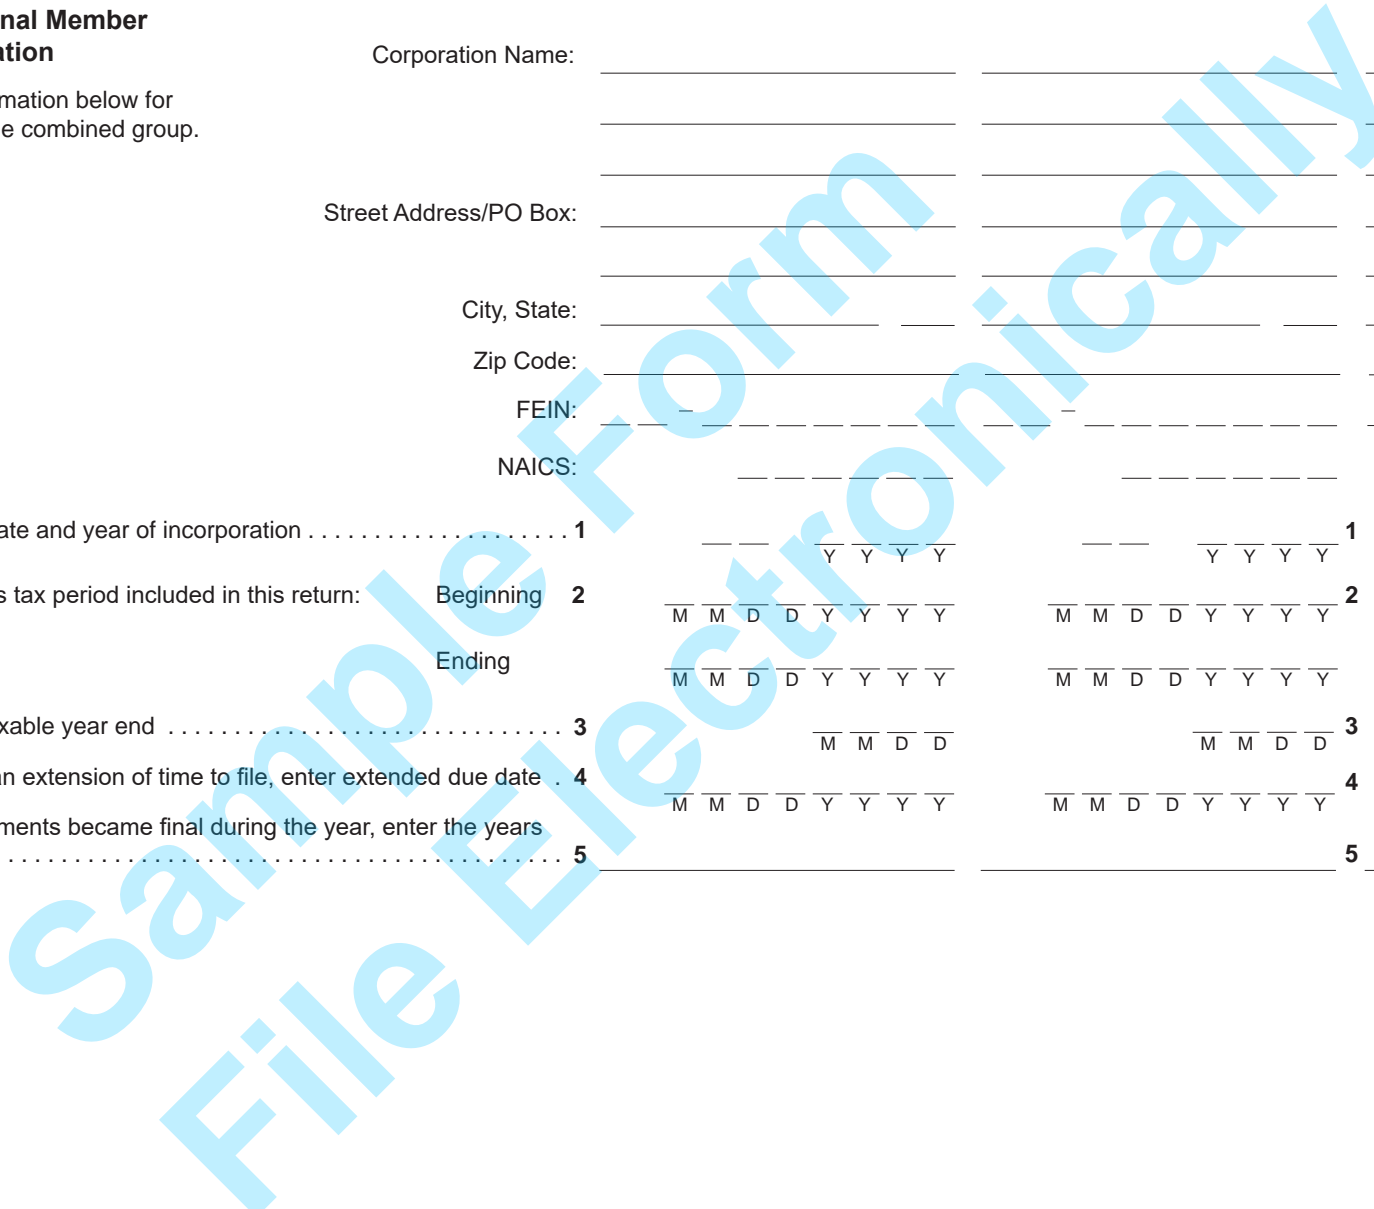 nal Member
ation
Corporation Name:
mation below for
e combined group.
Street Address/PO Box:
City, State:
Zip Code:
FEIN: – –
NAICS:
ate and year of incorporation . . . . . . . . . . . . . . . . . . . . 1 Y Y Y Y Y Y Y Y 1
s tax period included in this return: Beginning 2 M M D D Y Y Y Y M M D D Y Y Y Y 2
Ending M M D D Y Y Y Y M M D D Y Y Y Y
xable year end . . . . . . . . . . . . . . . . . . . . . . . . . . . . . . 3 M M D D M M D D 3
an extension of time to file, enter extended due date . 4 M M D D Y Y Y Y M M D D Y Y Y Y 4
ments became final during the year, enter the years
. . . . . . . . . . . . . . . . . . . . . . . . . . . . . . . . . . . . . . . . . . . 5 5
Sample Form
File Electronically